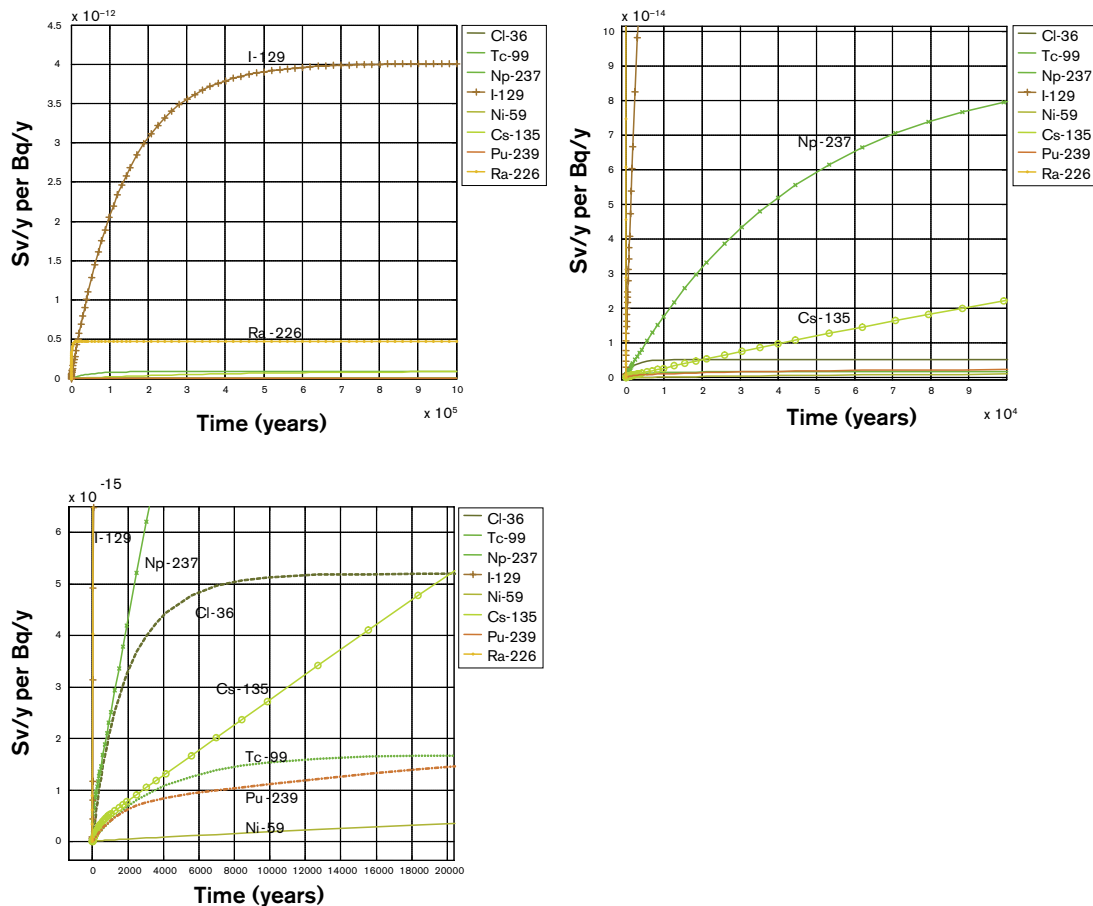 x 10⁻¹²
4.5
4
3.5
3
2.5
2
1.5
1
0.5
0
Sv/y per Bq/y
I-129
Ra-226
0 1 2 3 4 5 6 7 8 9 10
x 10⁵
Time (years)
Cl-36
Tc-99
Np-237
I-129
Ni-59
Cs-135
Pu-239
Ra-226
x 10⁻¹⁴
10
9
8
7
6
5
4
3
2
1
0
Sv/y per Bq/y
Np-237
Cs-135
0 1 2 3 4 5 6 7 8 9 10
x 10⁴
Time (years)
Cl-36
Tc-99
Np-237
I-129
Ni-59
Cs-135
Pu-239
Ra-226
x 10⁻¹⁵
6
5
4
3
2
1
0
Sv/y per Bq/y
I-129
Np-237
Cl-36
Cs-135
Tc-99
Pu-239
Ni-59
0 2000 4000 6000 8000 10000 12000 14000 16000 18000 20000
Time (years)
Cl-36
Tc-99
Np-237
I-129
Ni-59
Cs-135
Pu-239
Ra-226